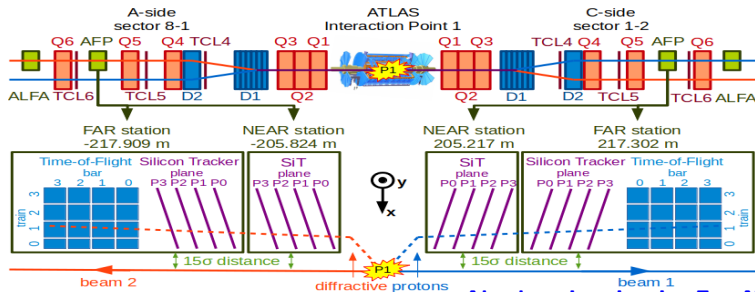 A-side
sector 8-1
ATLAS
Interaction Point 1
C-side
sector 1-2
Q6 AFP Q5 Q4 TCL4 Q3 Q1 Q1 Q3 TCL4 Q4 Q5 AFP Q6
P1
ALFA TCL6 TCL5 D2 D1 Q2 Q2 D1 D2 TCL5 TCL6 ALFA
FAR station
-217.909 m
NEAR station
-205.824 m
NEAR station
205.217 m
FAR station
217.302 m
Time-of-Flight
bar
3 2 1 0
train
3
2
1
0
Silicon Tracker
plane
P3 P2 P1 P0
SiT
plane
P3 P2 P1 P0
y
x
SiT
plane
P0 P1 P2 P3
Silicon Tracker
plane
P0 P1 P2 P3
Time-of-Flight
bar
0 1 2 3
train
3
2
1
0
15σ distance
15σ distance
P1
beam 2
diffractive protons
beam 1